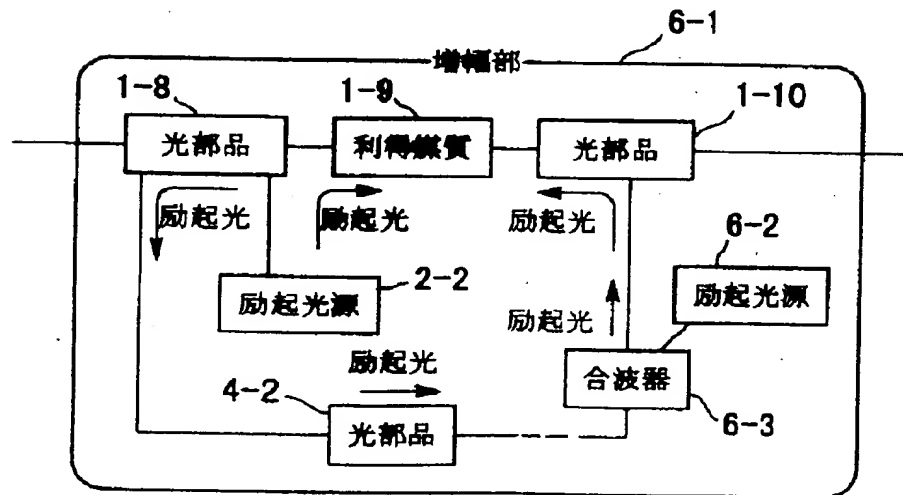 6-1
増幅部
1-8
1-9
1-10
光部品
利得媒質
光部品
励起光
励起光
励起光
6-2
励起光源
2-2
励起光源
励起光
励起光
4-2
合波器
光部品
6-3